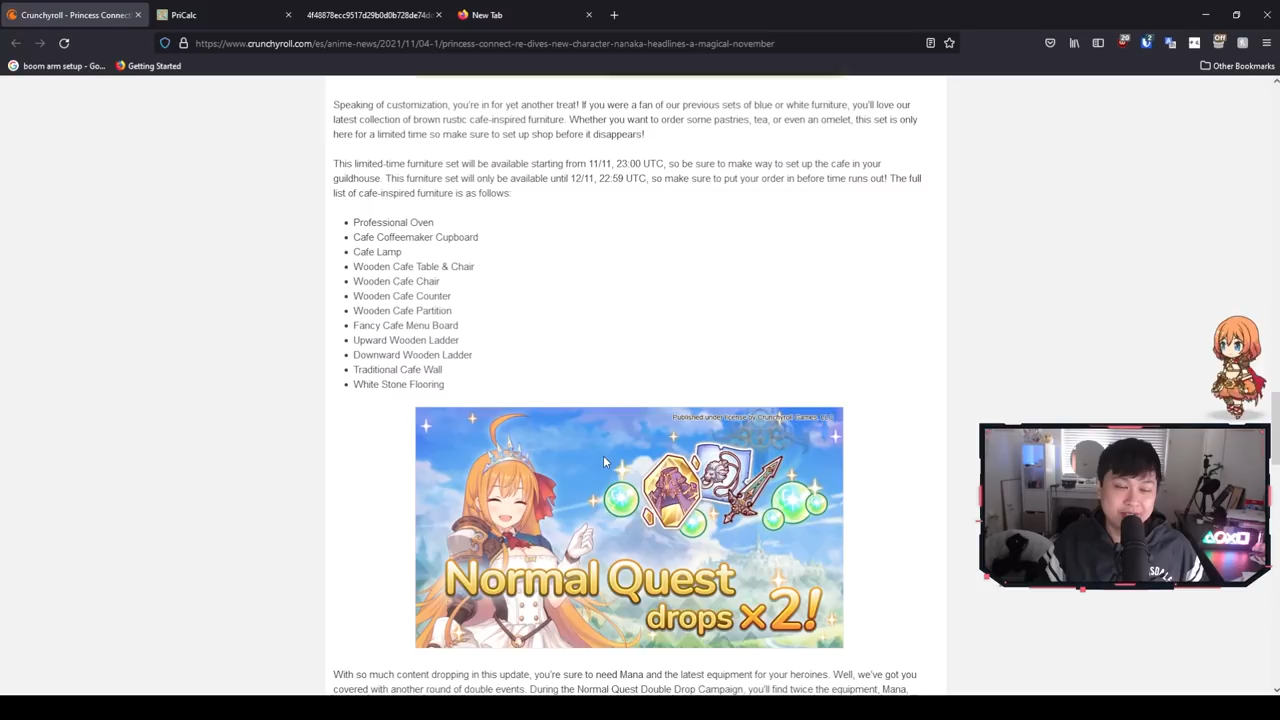 Crunchyroll - Princess Connect
PriCalc
4f48878ecc9517d29b0d0b728de74d
New Tab
https://www.crunchyroll.com/es/anime-news/2021/11/04-1/princess-connect-re-dives-new-character-nanaka-headlines-a-magical-november
20
2
Off
boom arm setup - Go...
Getting Started
Other Bookmarks
Speaking of customization, you're in for yet another treat! If you were a fan of our previous sets of blue or white furniture, you'll love our
latest collection of brown rustic cafe-inspired furniture. Whether you want to order some pastries, tea, or even an omelet, this set is only
here for a limited time so make sure to set up shop before it disappears!
This limited-time furniture set will be available starting from 11/11, 23:00 UTC, so be sure to make way to set up the cafe in your
guildhouse. This furniture set will only be available until 12/11, 22:59 UTC, so make sure to put your order in before time runs out! The full
list of cafe-inspired furniture is as follows:
Professional Oven
Cafe Coffeemaker Cupboard
Cafe Lamp
Wooden Cafe Table & Chair
Wooden Cafe Chair
Wooden Cafe Counter
Wooden Cafe Partition
Fancy Cafe Menu Board
Upward Wooden Ladder
Downward Wooden Ladder
Traditional Cafe Wall
White Stone Flooring
Published under license by Crunchyroll Games, LLC
Normal Quest
drops ×2!
With so much content dropping in this update, you're sure to need Mana and the latest equipment for your heroines. Well, we've got you
covered with another round of double events. During the Normal Quest Double Drop Campaign, you'll find twice the equipment, Mana,